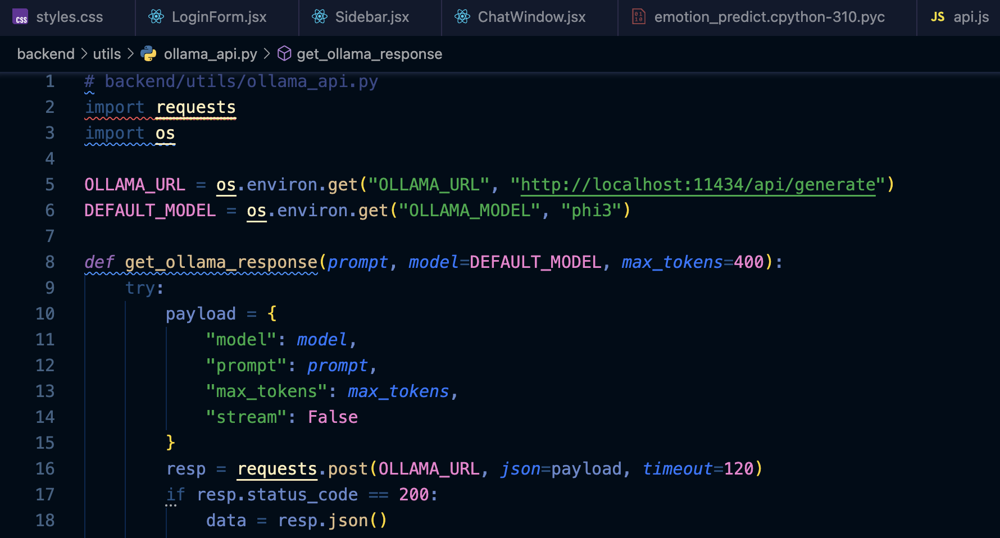 CSS styles.css LoginForm.jsx Sidebar.jsx ChatWindow.jsx 01 10 emotion_predict.cpython-310.pyc JS api.js
backend > utils > ollama_api.py > get_ollama_response
1 # backend/utils/ollama_api.py
2 import requests
3 import os
4
5 OLLAMA_URL = os.environ.get("OLLAMA_URL", "http://localhost:11434/api/generate")
6 DEFAULT_MODEL = os.environ.get("OLLAMA_MODEL", "phi3")
7
8 def get_ollama_response(prompt, model=DEFAULT_MODEL, max_tokens=400):
9     try:
10         payload = {
11             "model": model,
12             "prompt": prompt,
13             "max_tokens": max_tokens,
14             "stream": False
15         }
16         resp = requests.post(OLLAMA_URL, json=payload, timeout=120)
17         if resp.status_code == 200:
18             data = resp.json()